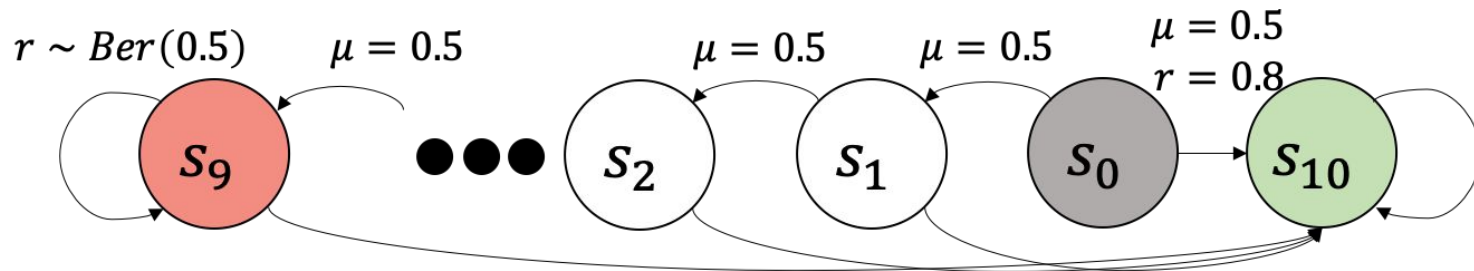 r ~ Ber(0.5)
μ = 0.5
μ = 0.5
μ = 0.5
μ = 0.5
r = 0.8
s₉
s₂
s₁
s₀
s₁₀